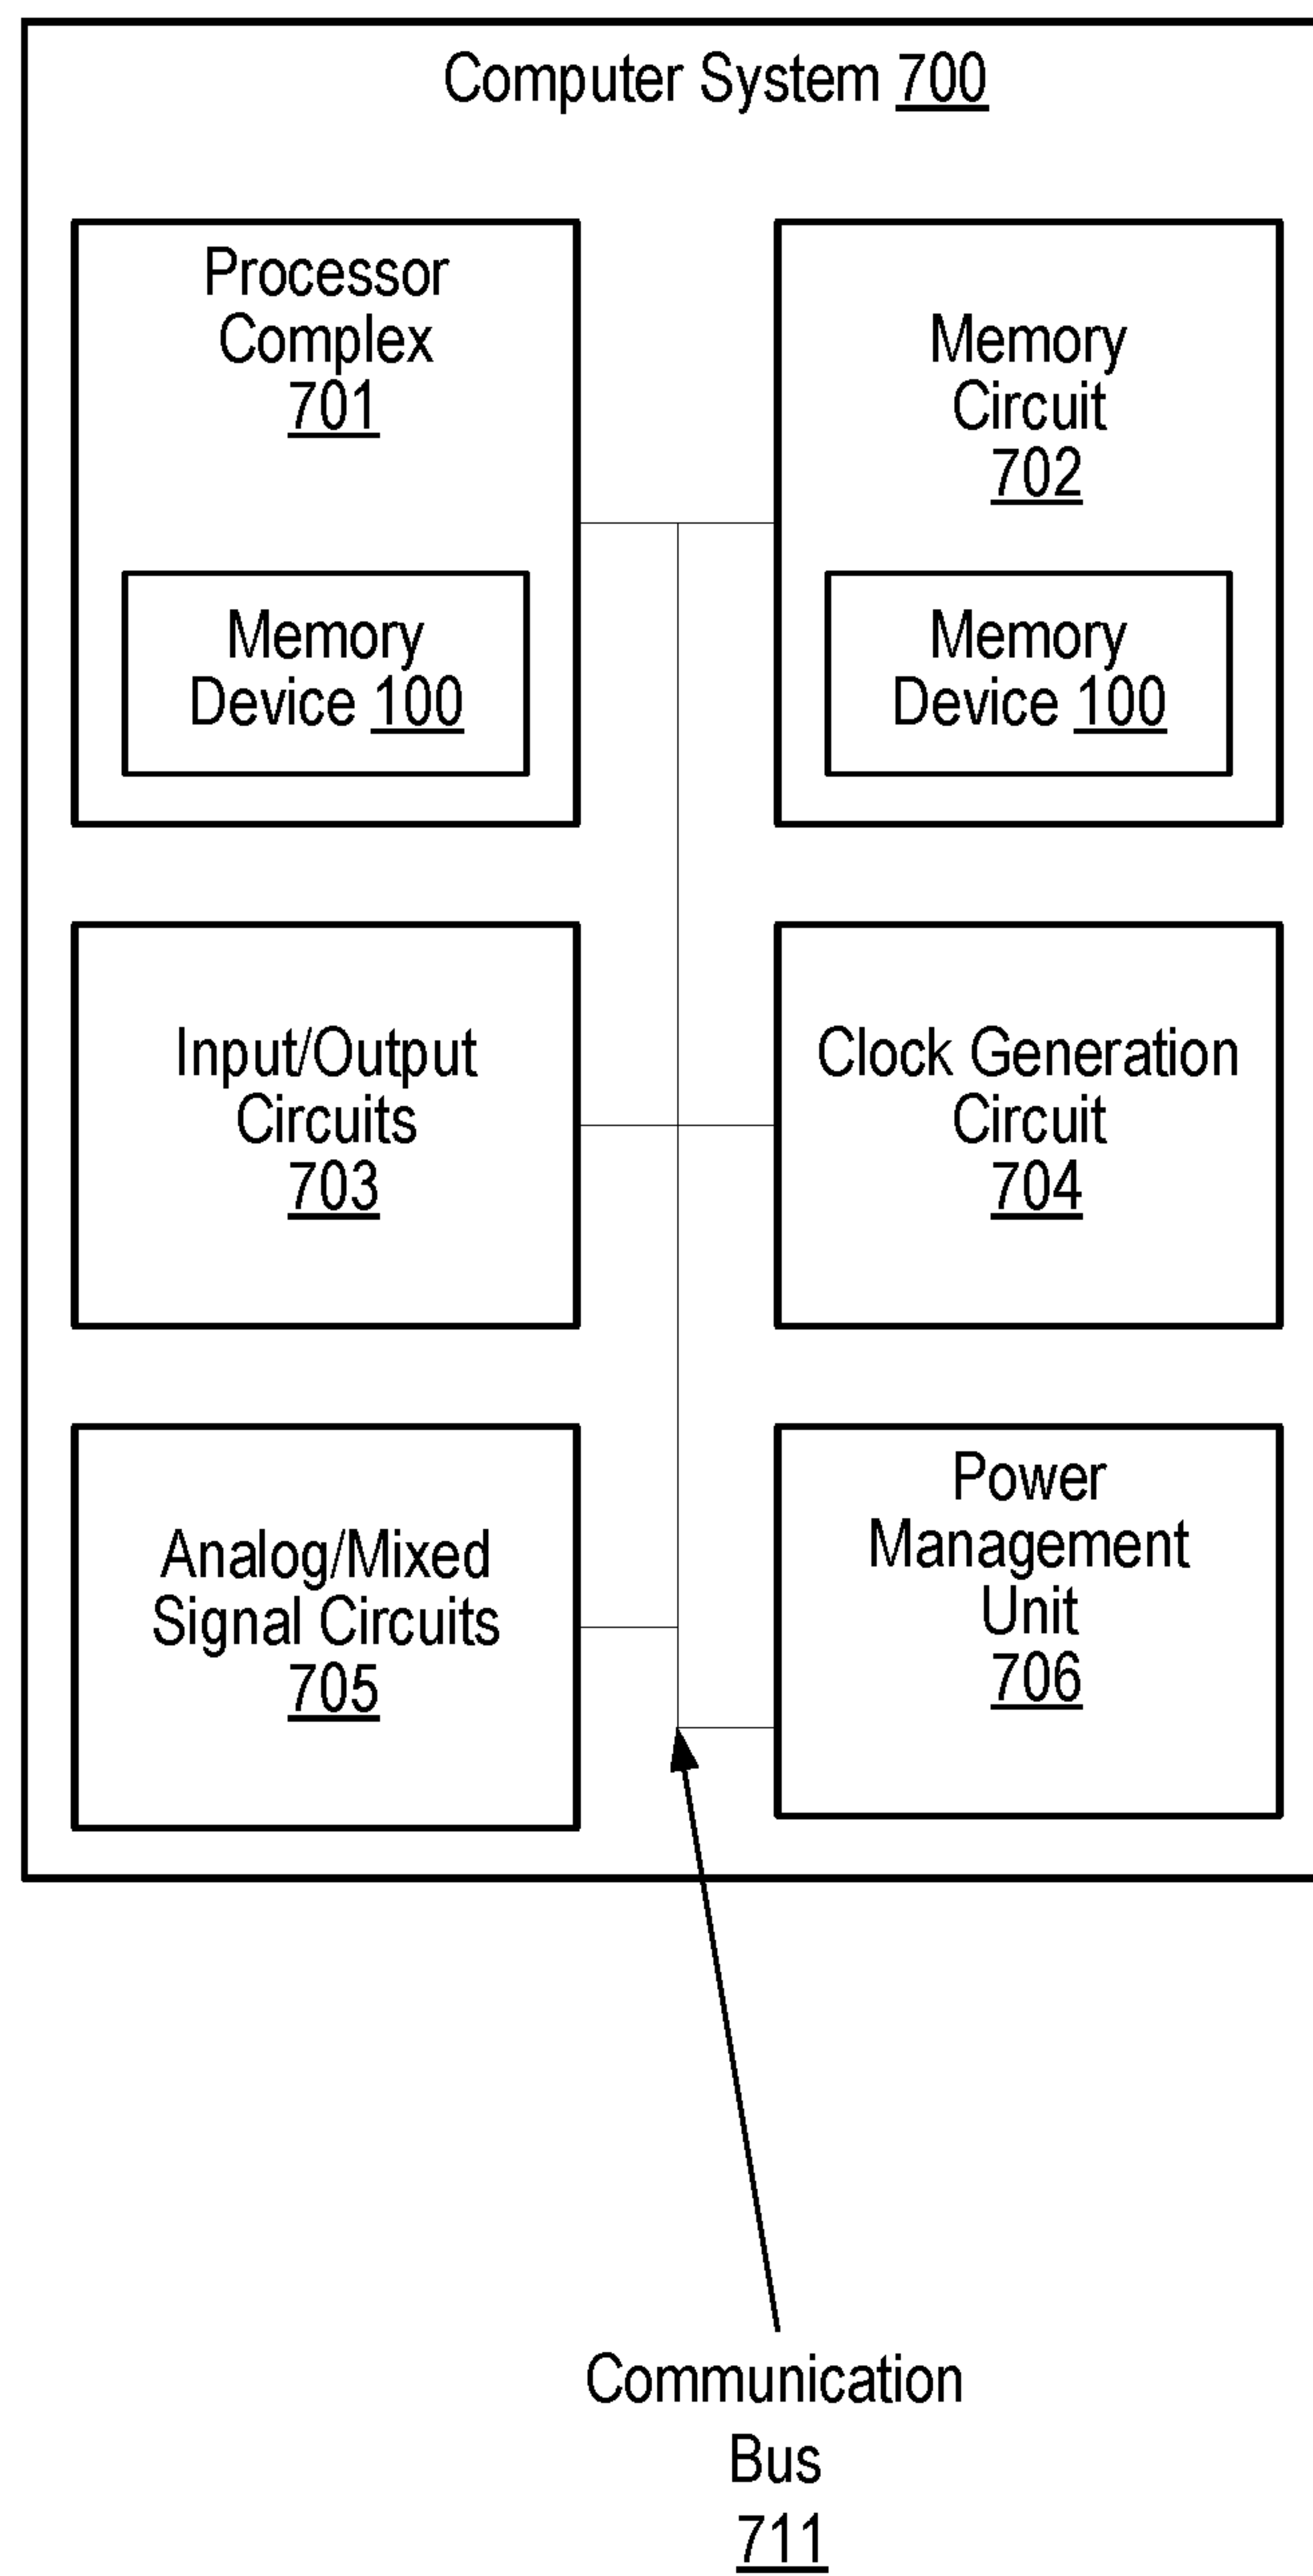 Computer System 700
Processor
Complex
701
Memory
Device 100
Memory
Circuit
702
Memory
Device 100
Input/Output
Circuits
703
Clock Generation
Circuit
704
Analog/Mixed
Signal Circuits
705
Power
Management
Unit
706
Communication
Bus
711